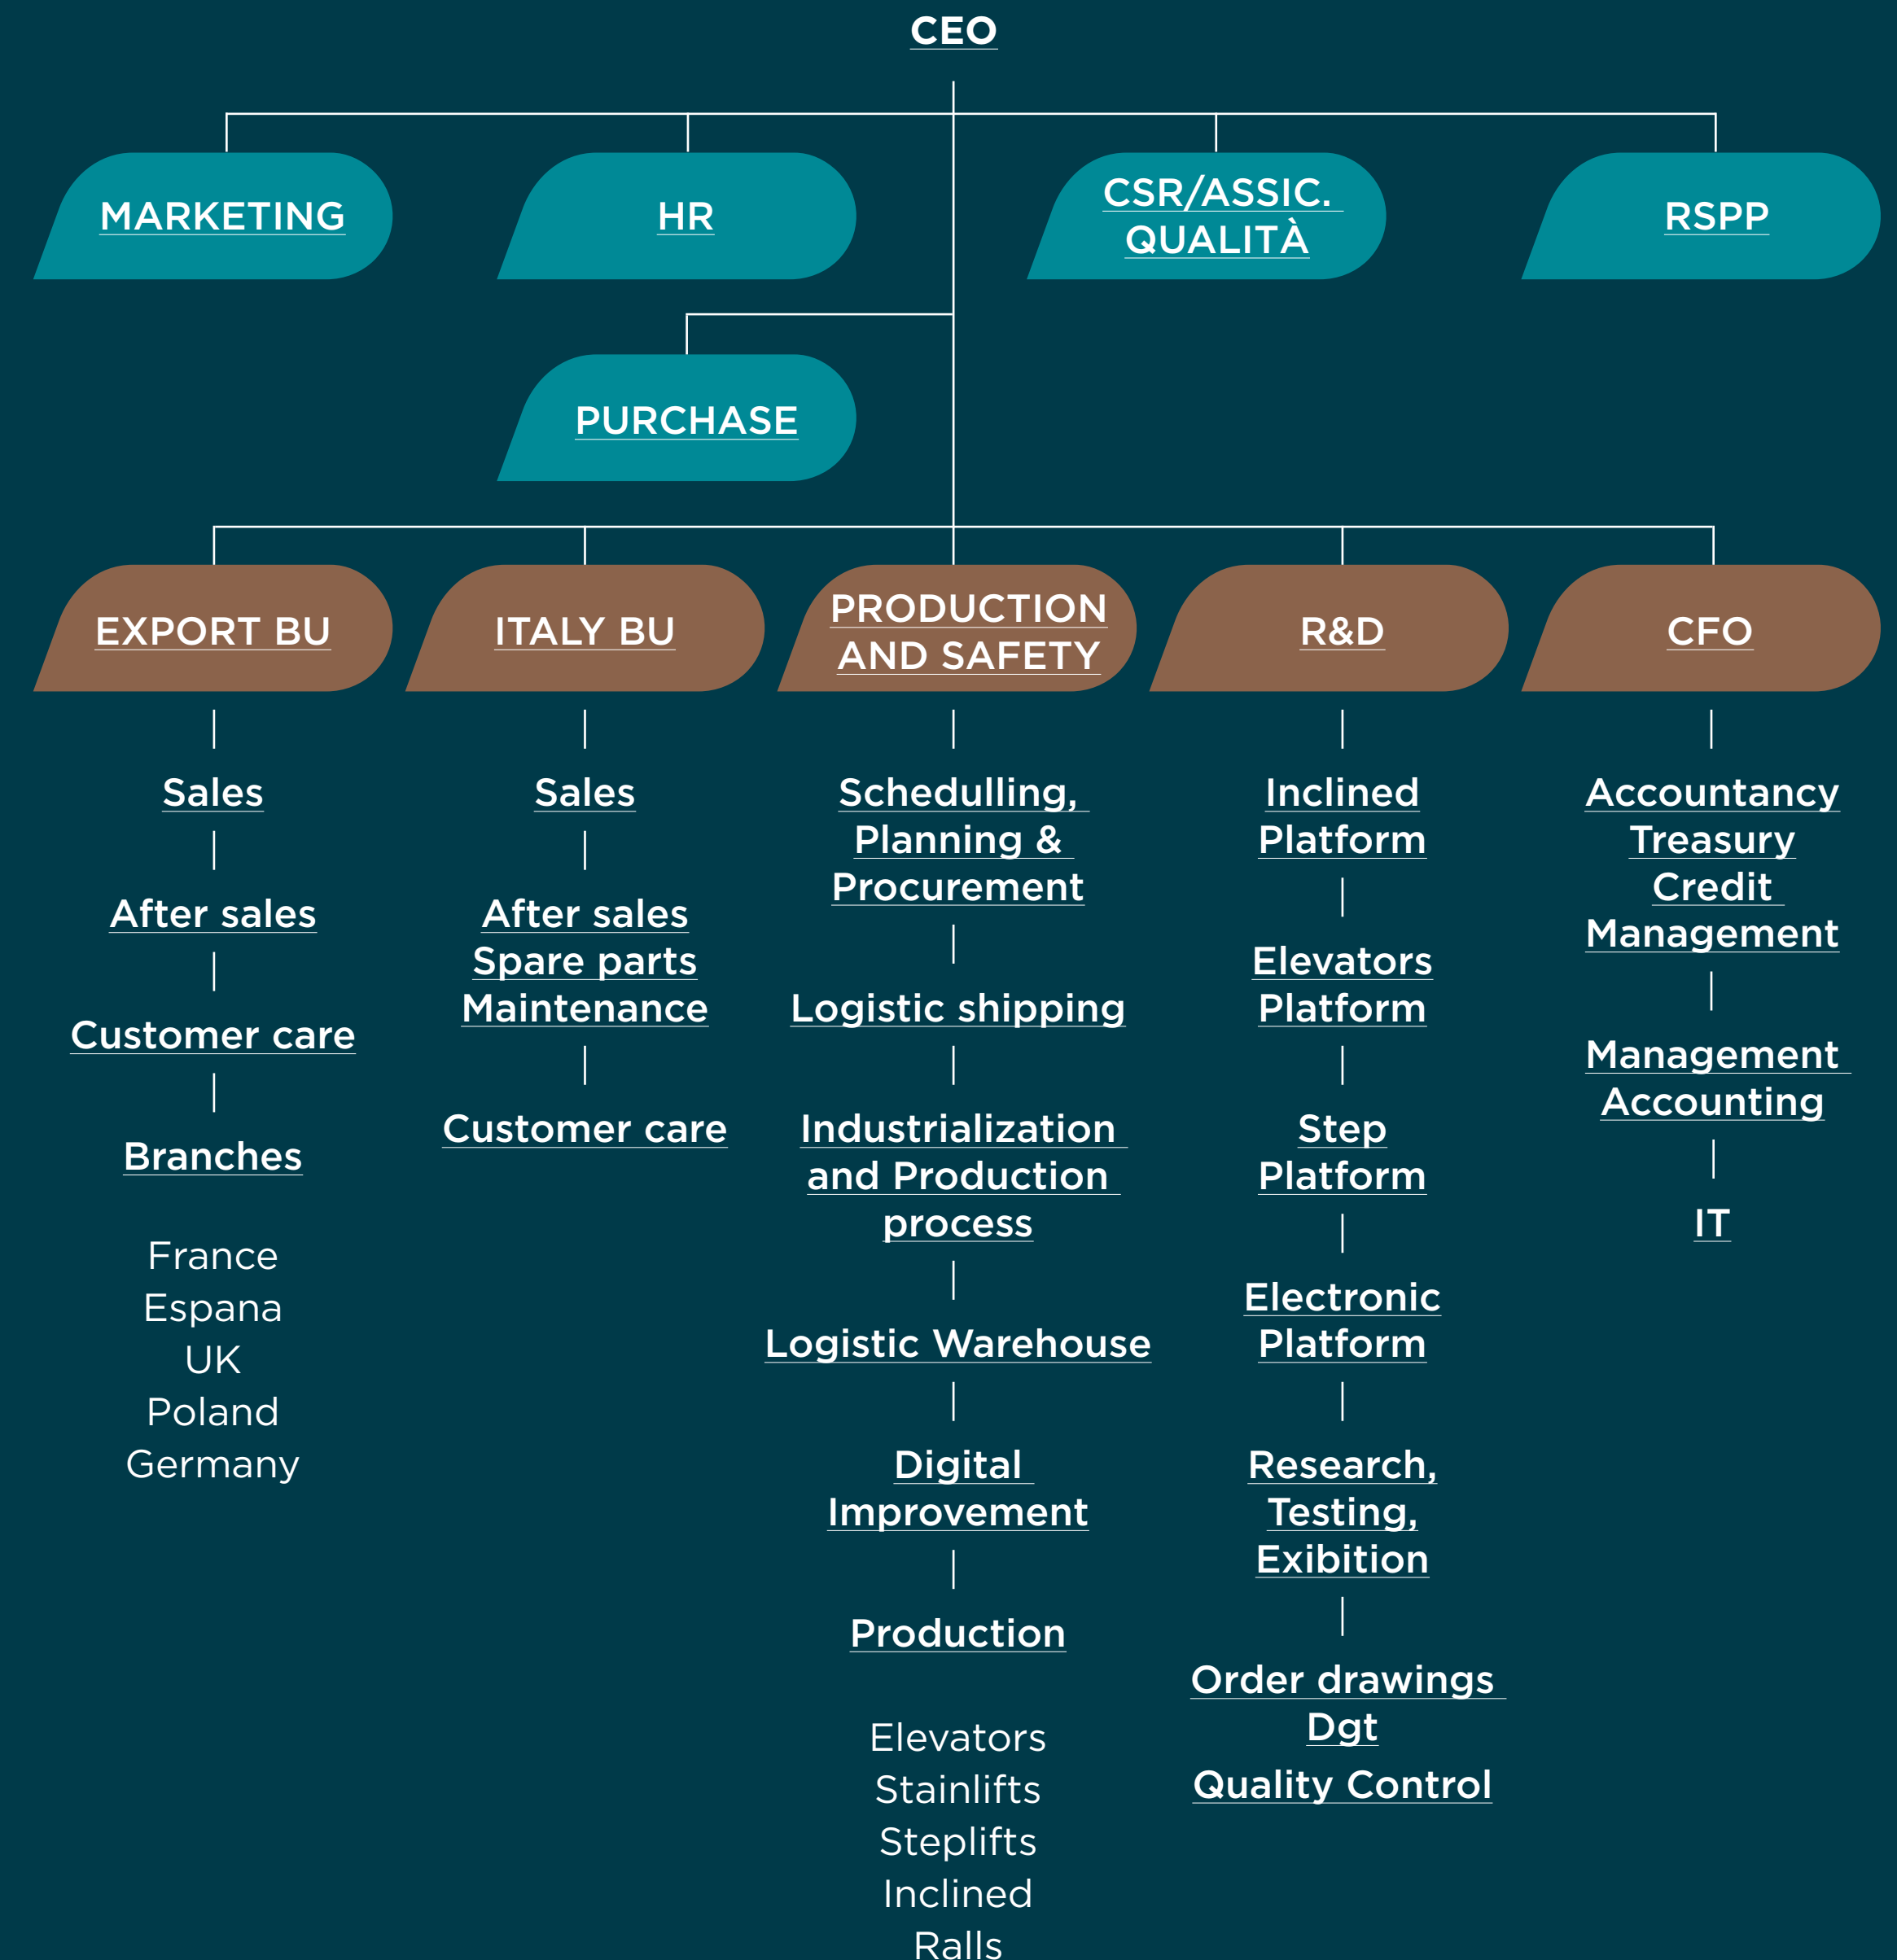 CEO
MARKETING
HR
CSR/ASSIC.
QUALITÀ
RSPP
PURCHASE
EXPORT BU
ITALY BU
PRODUCTION
AND SAFETY
R&D
CFO
Sales
After sales
Customer care
Branches
France
Espana
UK
Poland
Germany
Sales
After sales
Spare parts
Maintenance
Customer care
Schedulling,
Planning &
Procurement
Logistic shipping
Industrialization
and Production
process
Logistic Warehouse
Digital
Improvement
Production
Elevators
Stainlifts
Steplifts
Inclined
Ralls
Inclined
Platform
Elevators
Platform
Step
Platform
Electronic
Platform
Research,
Testing,
Exibition
Order drawings
Dgt
Quality Control
Accountancy
Treasury
Credit
Management
Management
Accounting
IT